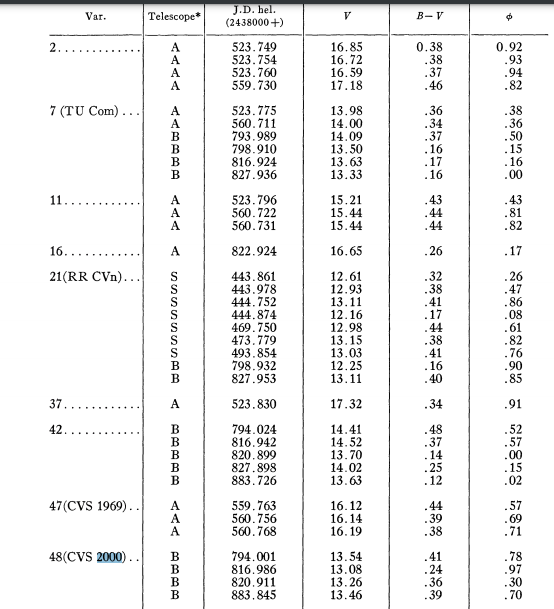 Var. Telescope* J.D. hel. (2438000+) V B−V ϕ
2............ A 523.749 16.85 0.38 0.92
A 523.754 16.72 .38 .93
A 523.760 16.59 .37 .94
A 559.730 17.18 .46 .82
7 (TU Com)... A 523.775 13.98 .36 .38
A 560.711 14.00 .34 .36
B 793.989 14.09 .37 .50
B 798.910 13.50 .16 .15
B 816.924 13.63 .17 .16
B 827.936 13.33 .16 .00
11............ A 523.796 15.21 .43 .43
A 560.722 15.44 .44 .81
A 560.731 15.44 .44 .82
16............ A 822.924 16.65 .26 .17
21(RR CVn)... S 443.861 12.61 .32 .26
S 443.978 12.93 .38 .47
S 444.752 13.11 .41 .86
S 444.874 12.16 .17 .08
S 469.750 12.98 .44 .61
S 473.779 13.15 .38 .82
S 493.854 13.03 .41 .76
B 798.932 12.25 .16 .90
B 827.953 13.11 .40 .85
37............ A 523.830 17.32 .34 .91
42............ B 794.024 14.41 .48 .52
B 816.942 14.52 .37 .57
B 820.899 13.70 .14 .00
B 827.898 14.02 .25 .15
B 883.726 13.63 .12 .02
47(CVS 1969).. A 559.763 16.12 .44 .57
A 560.756 16.14 .39 .69
A 560.768 16.19 .38 .71
48(CVS 2000).. B 794.001 13.54 .41 .78
B 816.986 13.08 .24 .97
B 820.911 13.26 .36 .30
B 883.845 13.46 .39 .70